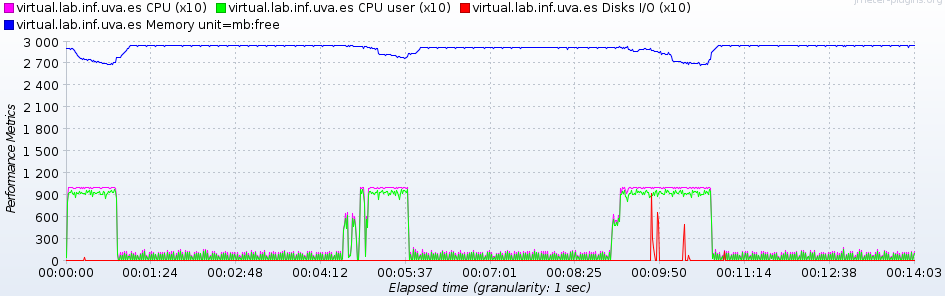 virtual.lab.inf.uva.es CPU (x10) virtual.lab.inf.uva.es CPU user (x10) virtual.lab.inf.uva.es Disks I/O (x10)
jmeter-plugins.org
virtual.lab.inf.uva.es Memory unit=mb:free
3 000
2 700
2 400
2 100
1 800
1 500
1 200
900
600
300
0
Performance Metrics
00:00:00 00:01:24 00:02:48 00:04:12 00:05:37 00:07:01 00:08:25 00:09:50 00:11:14 00:12:38 00:14:03
Elapsed time (granularity: 1 sec)